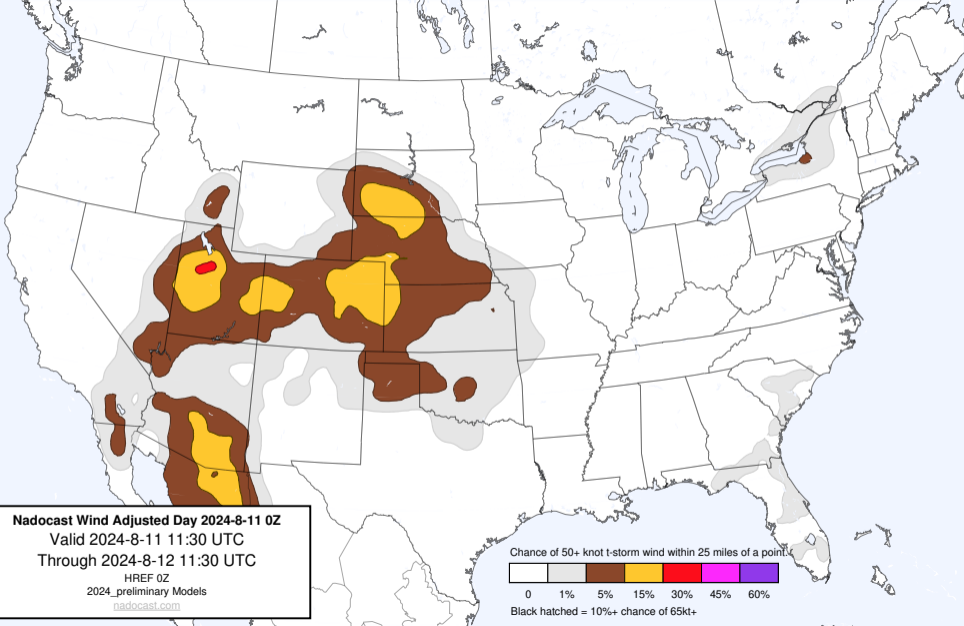 Nadocast Wind Adjusted Day 2024-8-11 0Z
Valid 2024-8-11 11:30 UTC
Through 2024-8-12 11:30 UTC
HREF 0Z
2024_preliminary Models
nadocast.com
Chance of 50+ knot t-storm wind within 25 miles of a point.
0 1% 5% 15% 30% 45% 60%
Black hatched = 10%+ chance of 65kt+